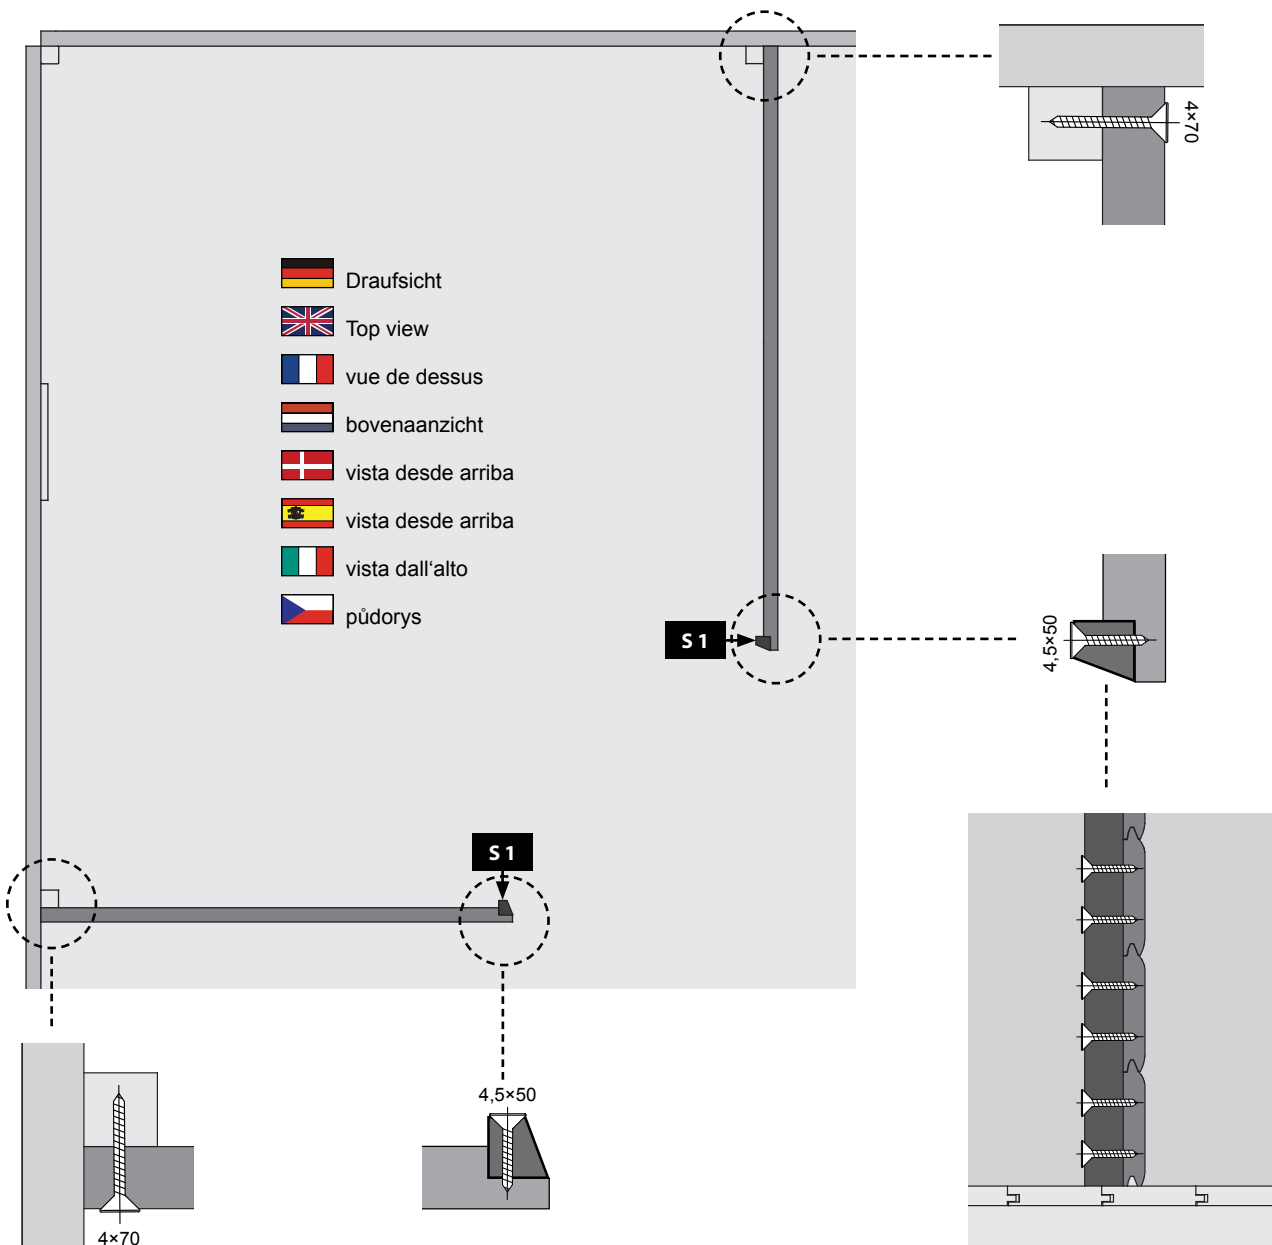 4×70
Draufsicht
Top view
vue de dessus
bovenaanzicht
vista desde arriba
vista desde arriba
vista dall‘alto
půdorys
S 1
4,5×50
S 1
4,5×50
4×70